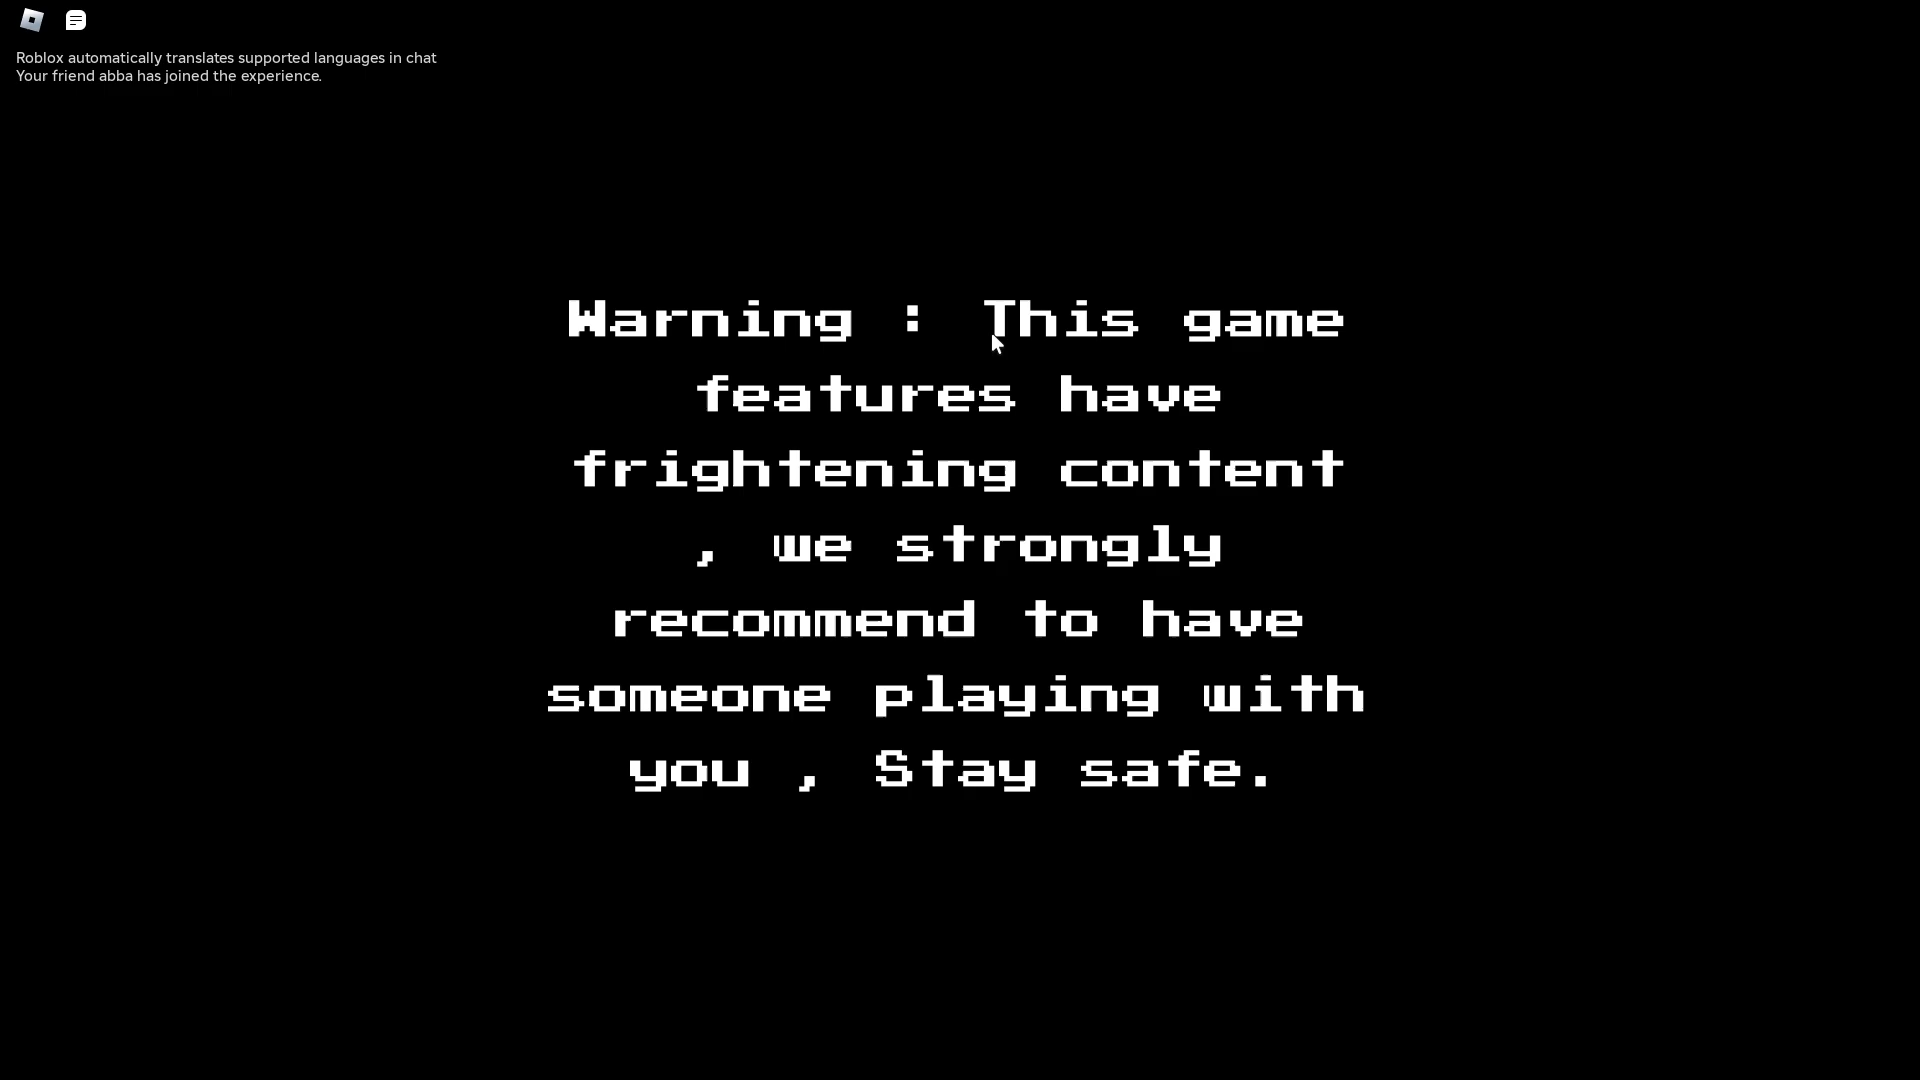 Roblox automatically translates supported languages in chat
Your friend abba has joined the experience.
Warning : This game
features have
frightening content
, we strongly
recommend to have
someone playing with
you , Stay safe.